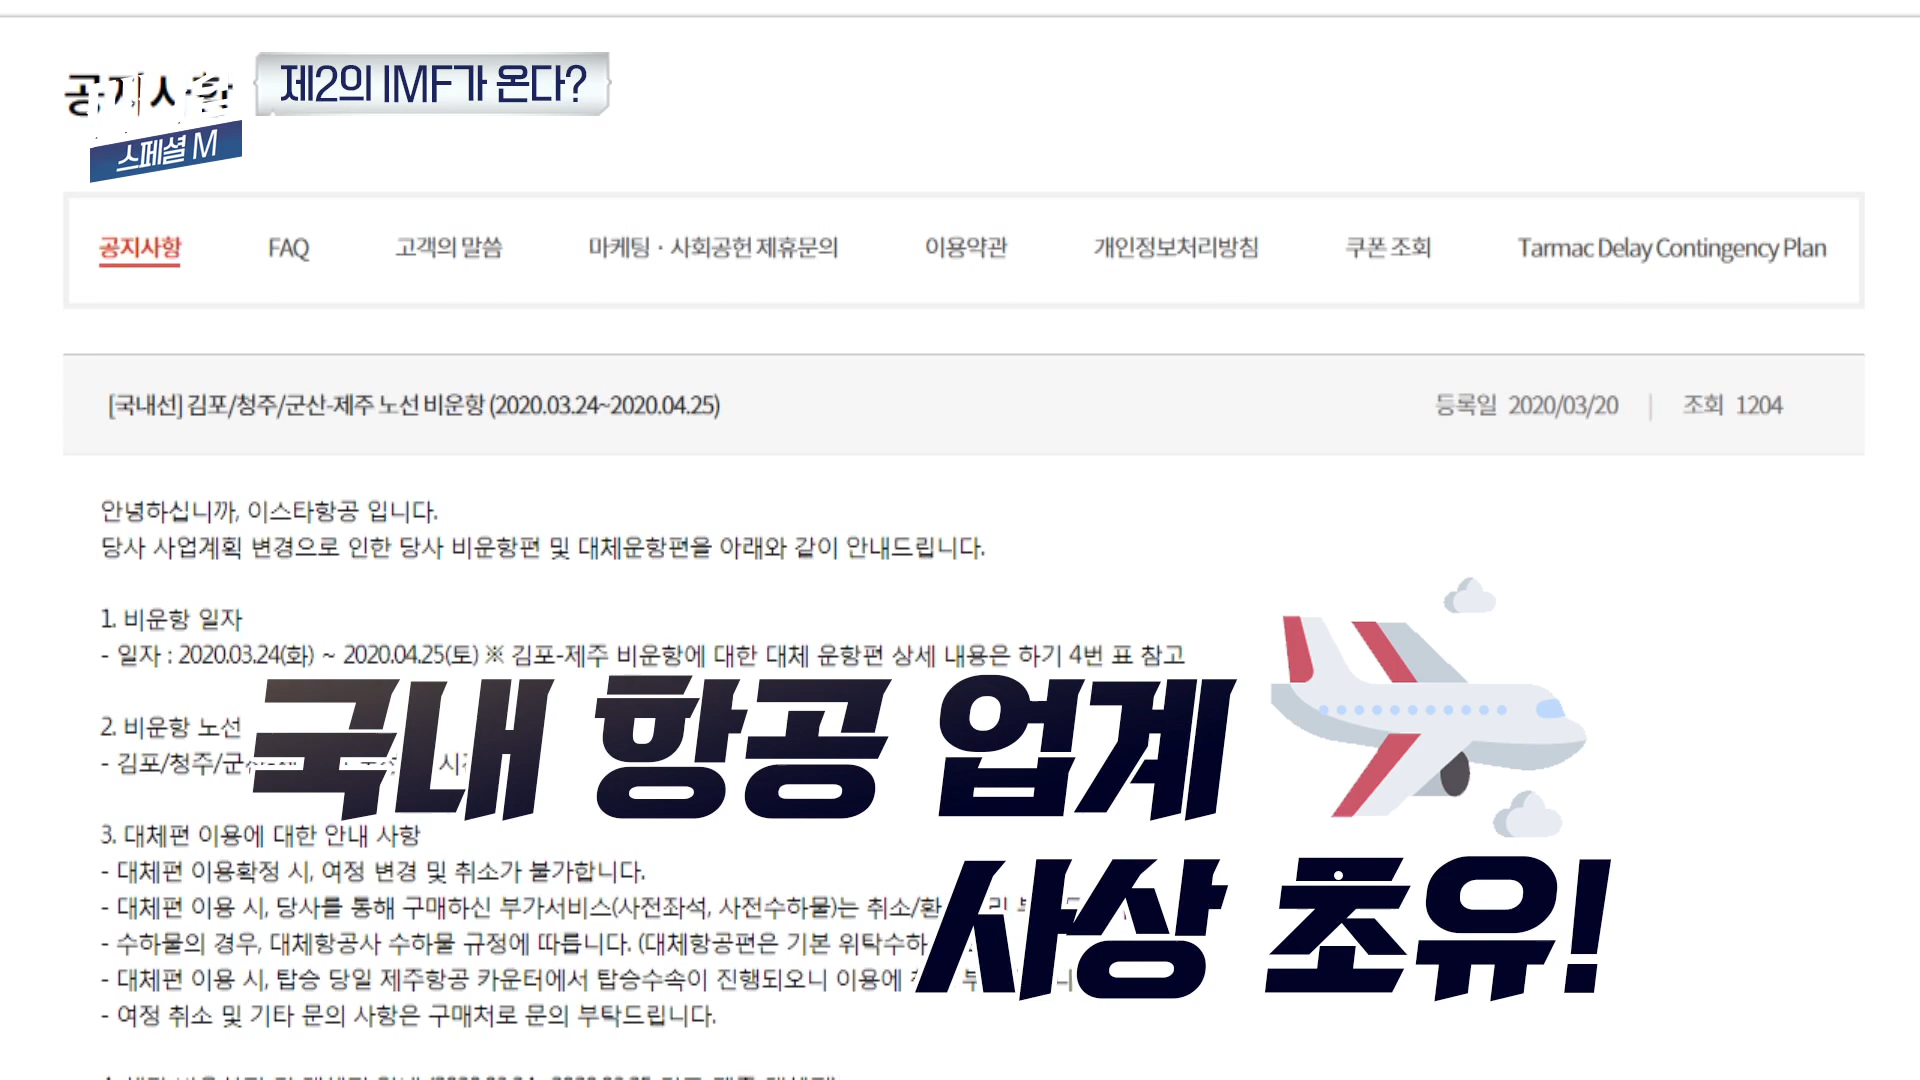 공지사항
제2의 IMF가 온다?
스페셜 M
공지사항 FAQ 고객의 말씀 마케팅 · 사회공헌 제휴문의 이용약관 개인정보처리방침 쿠폰 조회 Tarmac Delay Contingency Plan
[국내선] 김포/청주/군산-제주 노선 비운항 (2020.03.24~2020.04.25) 등록일 2020/03/20 | 조회 1204
안녕하십니까, 이스타항공 입니다.
당사 사업계획 변경으로 인한 당사 비운항편 및 대체운항편을 아래와 같이 안내드립니다.
1. 비운항 일자
- 일자 : 2020.03.24(화) ~ 2020.04.25(토) ※ 김포-제주 비운항에 대한 대체 운항편 상세 내용은 하기 4번 표 참고
2. 비운항 노선
- 김포/청주/군산
국내 항공 업계
사상 초유!
3. 대체편 이용에 대한 안내 사항
- 대체편 이용확정 시, 여정 변경 및 취소가 불가합니다.
- 대체편 이용 시, 당사를 통해 구매하신 부가서비스(사전좌석, 사전수하물)는 취소/환
- 수하물의 경우, 대체항공사 수하물 규정에 따릅니다. (대체항공편은 기본 위탁수하
- 대체편 이용 시, 탑승 당일 제주항공 카운터에서 탑승수속이 진행되오니 이용에
- 여정 취소 및 기타 문의 사항은 구매처로 문의 부탁드립니다.